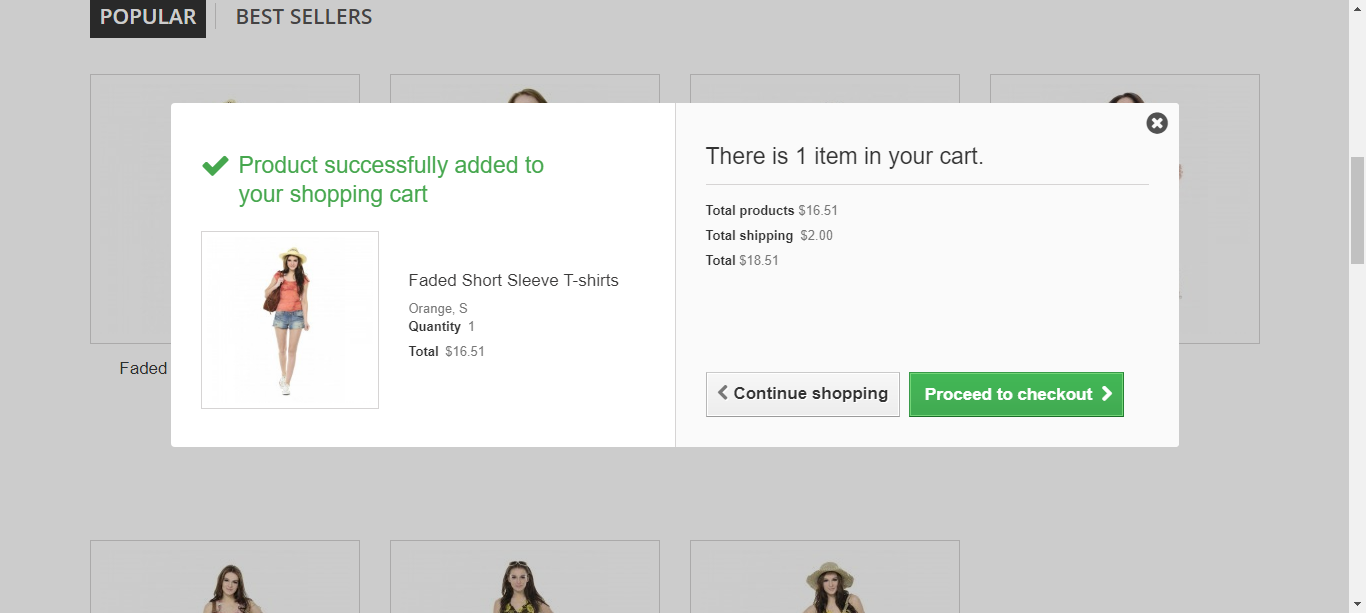 POPULAR
BEST SELLERS
Product successfully added to
your shopping cart
Faded Short Sleeve T-shirts
Orange, S
Quantity 1
Total $16.51
There is 1 item in your cart.
Total products $16.51
Total shipping $2.00
Total $18.51
Continue shopping
Proceed to checkout
Faded